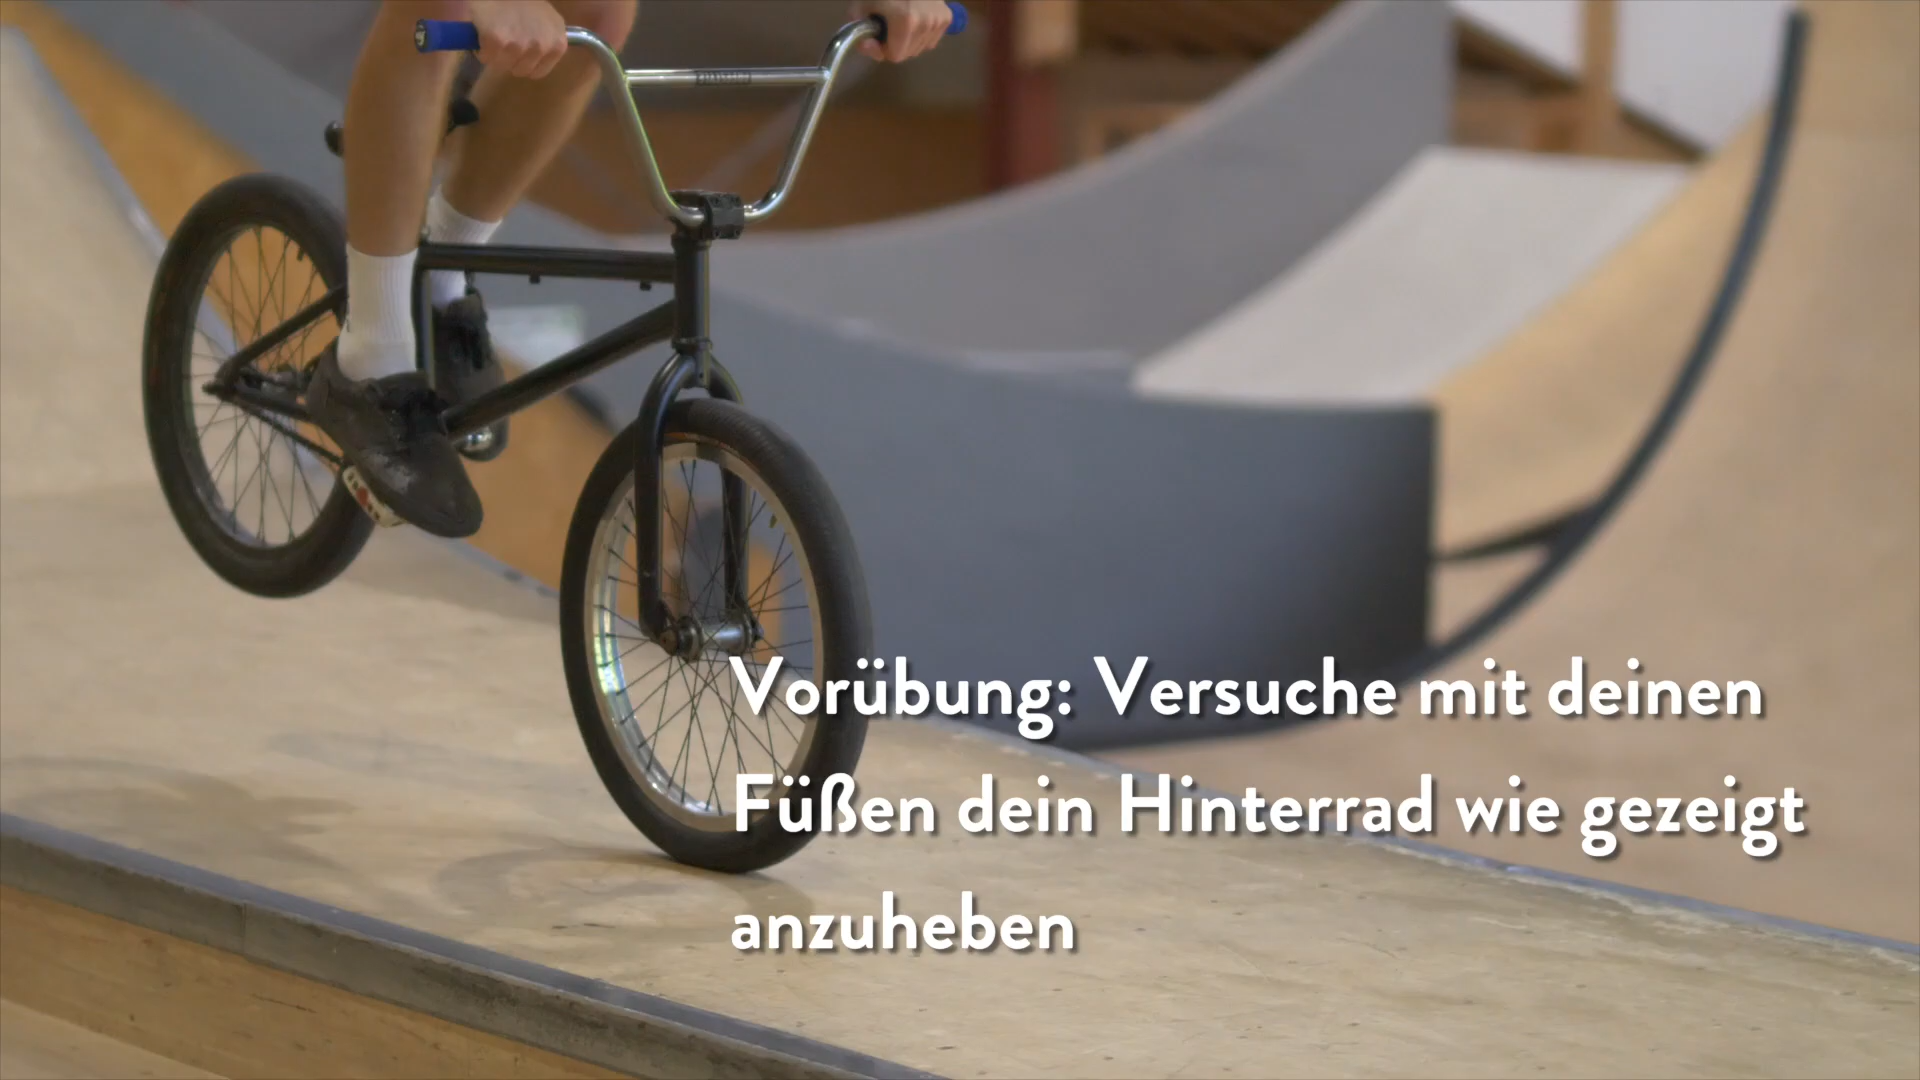 Vorübung: Versuche mit deinen
Füßen dein Hinterrad wie gezeigt
anzuheben